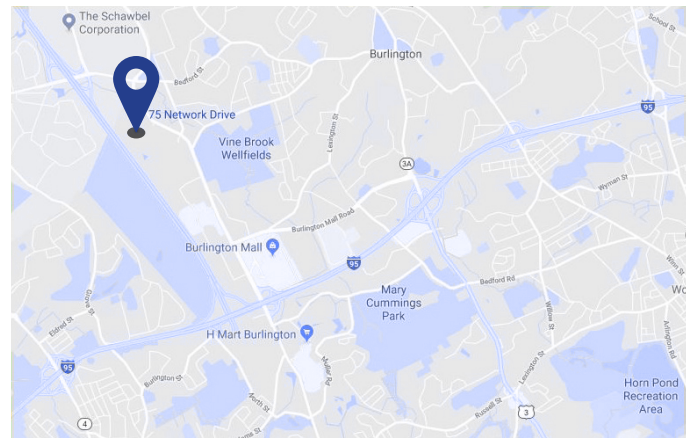 The Schawbel
Corporation
Burlington
School St
Bedford St
75 Network Drive
Lexington St
Vine Brook
Wellfields
95
3A
Wyman St
Burlington Mall Road
Burlington Mall
95
Bedford Rd
Winn St
Mary
Cummings
Park
Grove St
Willow St
Eldred St
H Mart Burlington
Arlington Rd
Muller Rd
Lexington St
95
Burlington St
Horn Pond
Recreation
Area
North St
Russell St
3
4